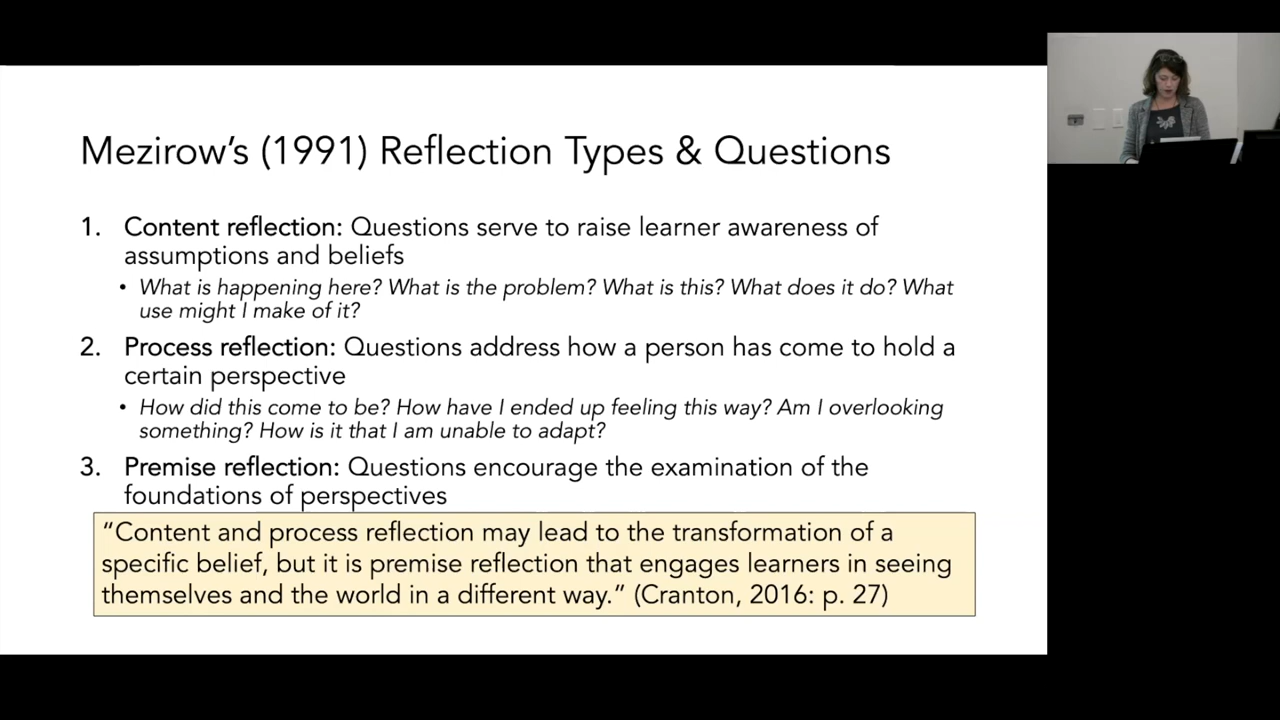 Mezirow’s (1991) Reflection Types & Questions
1. Content reflection: Questions serve to raise learner awareness of
assumptions and beliefs
• What is happening here? What is the problem? What is this? What does it do? What
use might I make of it?
2. Process reflection: Questions address how a person has come to hold a
certain perspective
• How did this come to be? How have I ended up feeling this way? Am I overlooking
something? How is it that I am unable to adapt?
3. Premise reflection: Questions encourage the examination of the
foundations of perspectives
“Content and process reflection may lead to the transformation of a
specific belief, but it is premise reflection that engages learners in seeing
themselves and the world in a different way.” (Cranton, 2016: p. 27)